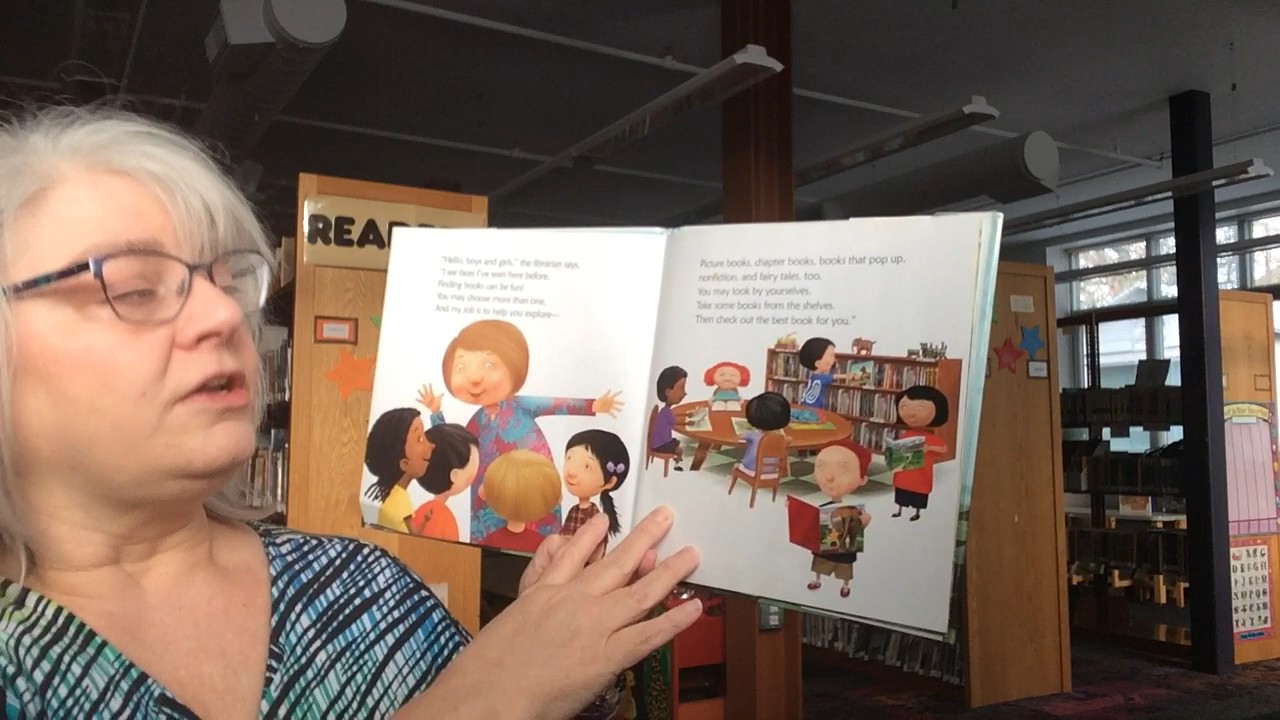 READ
"Hello, boys and girls," the librarian says.
"I see faces I've seen here before.
Finding books can be fun!
You may choose more than one.
And my job is to help you explore—
Picture books, chapter books, books that pop up,
nonfiction, and fairy tales, too.
You may look by yourselves.
Take some books from the shelves.
Then check out the best book for you."